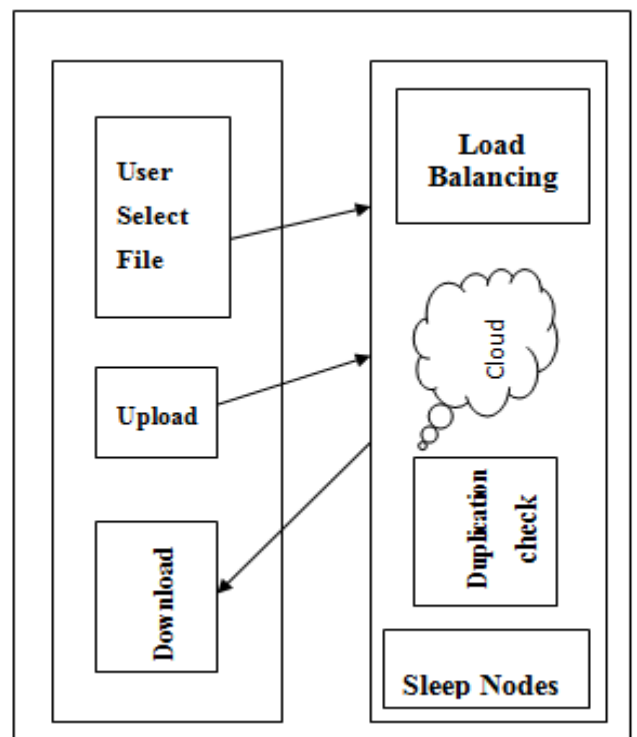 User
Select
File
Upload
Download
Load
Balancing
Cloud
Duplication
check
Sleep Nodes